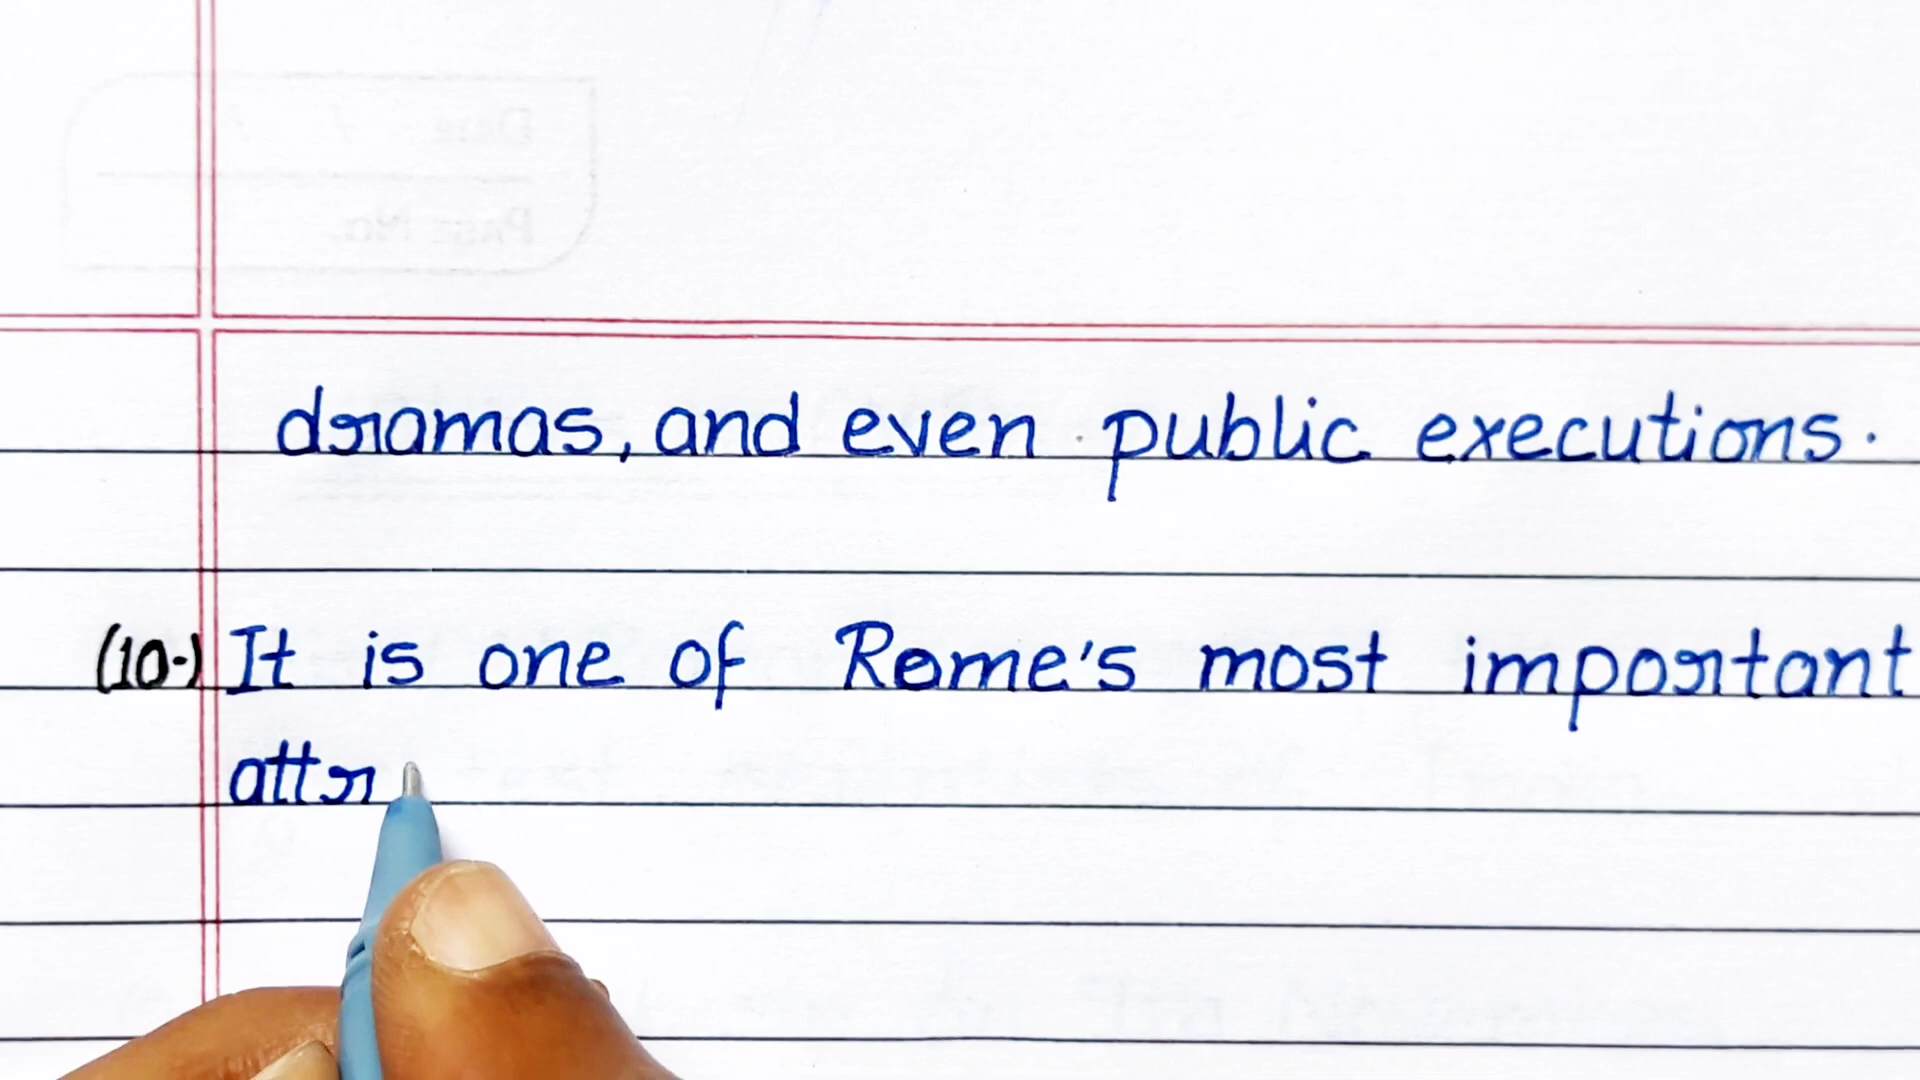 dramas, and even public executions.
(10.) It is one of Rome's most important
attr